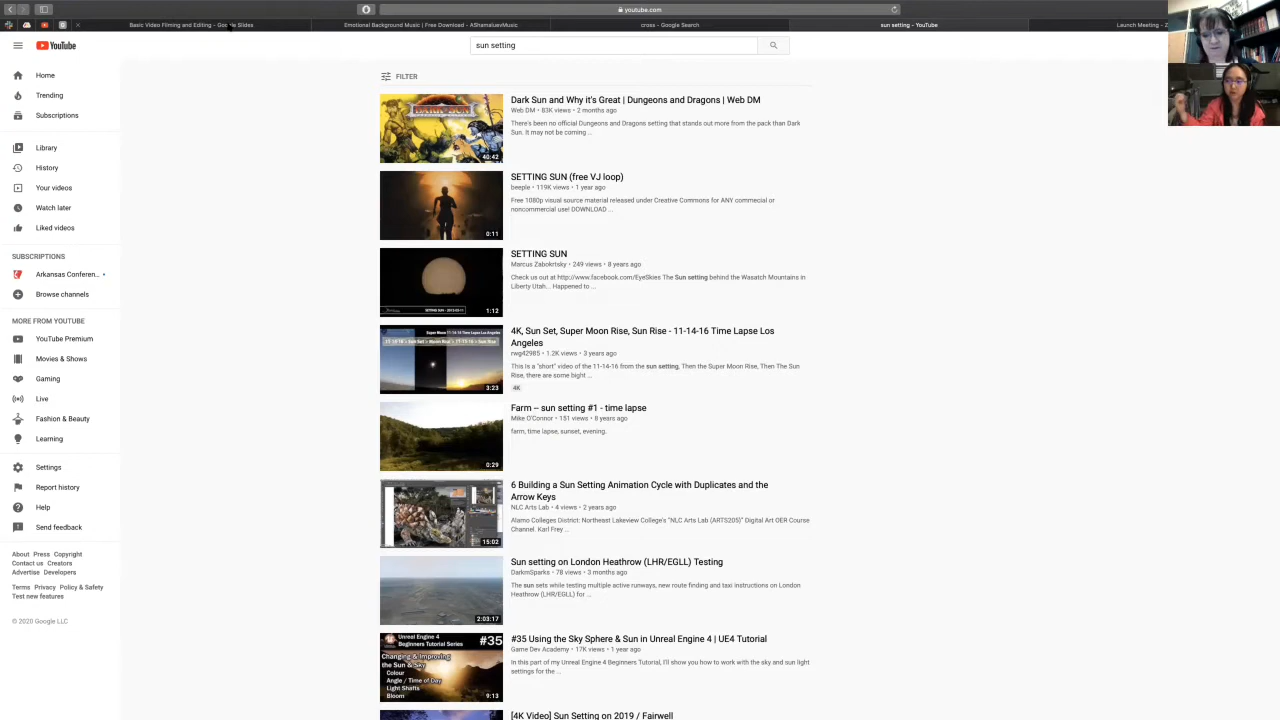 youtube.com
Basic Video Filming and Editing - Google Slides
Emotional Background Music | Free Download - AShamaluevMusic
cross - Google Search
sun setting - YouTube
Launch Meeting - Z
YouTube
sun setting
Home
Trending
Subscriptions
Library
History
Your videos
Watch later
Liked videos
SUBSCRIPTIONS
Arkansas Conferen...
Browse channels
MORE FROM YOUTUBE
YouTube Premium
Movies & Shows
Gaming
Live
Fashion & Beauty
Learning
Settings
Report history
Help
Send feedback
About Press Copyright
Contact us Creators
Advertise Developers
Terms Privacy Policy & Safety
Test new features
© 2020 Google LLC
FILTER
DARK SUN
40:42
Dark Sun and Why it's Great | Dungeons and Dragons | Web DM
Web DM • 83K views • 2 months ago
There's been no official Dungeons and Dragons setting that stands out more from the pack than Dark
Sun. It may not be coming ...
0:11
SETTING SUN (free VJ loop)
beeple • 119K views • 1 year ago
Free 1080p visual source material released under Creative Commons for ANY commercial or
noncommercial use! DOWNLOAD ...
1:12
SETTING SUN
Marcus Zabokrtsky • 249 views • 8 years ago
Check us out at http://www.facebook.com/EyeSkies The Sun setting behind the Wasatch Mountains in
Liberty Utah... Happened to ...
3:23
4K, Sun Set, Super Moon Rise, Sun Rise - 11-14-16 Time Lapse Los
Angeles
rwg42985 • 1.2K views • 3 years ago
This is a "short" video of the 11-14-16 from the sun setting, Then the Super Moon Rise, Then The Sun
Rise, there are some bight ...
4K
0:29
Farm -- sun setting #1 - time lapse
Mike O'Connor • 151 views • 8 years ago
farm, time lapse, sunset, evening.
15:02
6 Building a Sun Setting Animation Cycle with Duplicates and the
Arrow Keys
NLC Arts Lab • 4 views • 2 years ago
Alamo Colleges District: Northeast Lakeview College's "NLC Arts Lab (ARTS205)" Digital Art OER Course
Channel. Karl Frey ...
2:03:17
Sun setting on London Heathrow (LHR/EGLL) Testing
DarkmSparks • 78 views • 3 months ago
The sun sets while testing multiple active runways, new route finding and taxi instructions on London
Heathrow (LHR/EGLL) for ...
Unreal Engine 4
Beginners Tutorial Series
#35
Changing & Improving
the Sun & Sky
Colour
Angle / Time of Day
Light Shafts
Bloom
9:13
#35 Using the Sky Sphere & Sun in Unreal Engine 4 | UE4 Tutorial
Game Dev Academy • 17K views • 1 year ago
In this part of my Unreal Engine 4 Beginners Tutorial, I'll show you how to work with the sky and sun light
settings for the ...
[4K Video] Sun Setting on 2019 / Fairwell